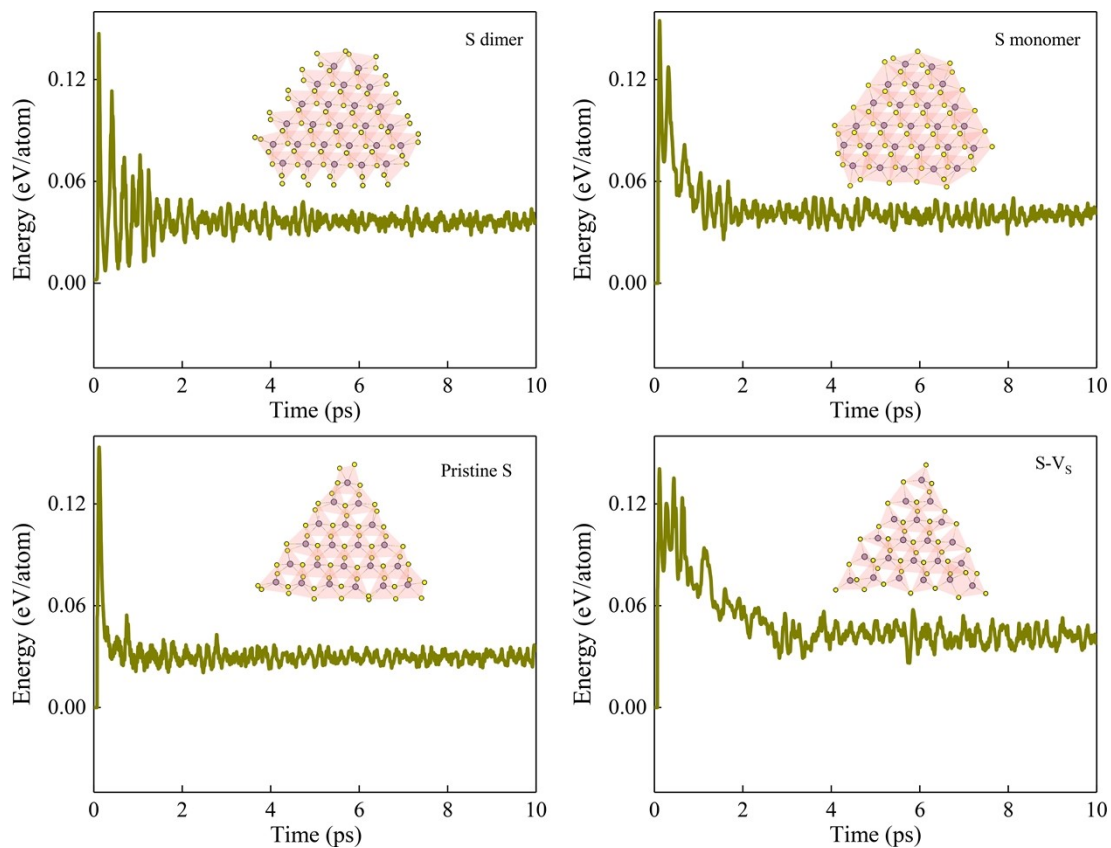 S dimer
0.12
0.06
0.00
Energy (eV/atom)
0 2 4 6 8 10
Time (ps)
S monomer
0.12
0.06
0.00
Energy (eV/atom)
0 2 4 6 8 10
Time (ps)
Pristine S
0.12
0.06
0.00
Energy (eV/atom)
0 2 4 6 8 10
Time (ps)
S-VS
0.12
0.06
0.00
Energy (eV/atom)
0 2 4 6 8 10
Time (ps)